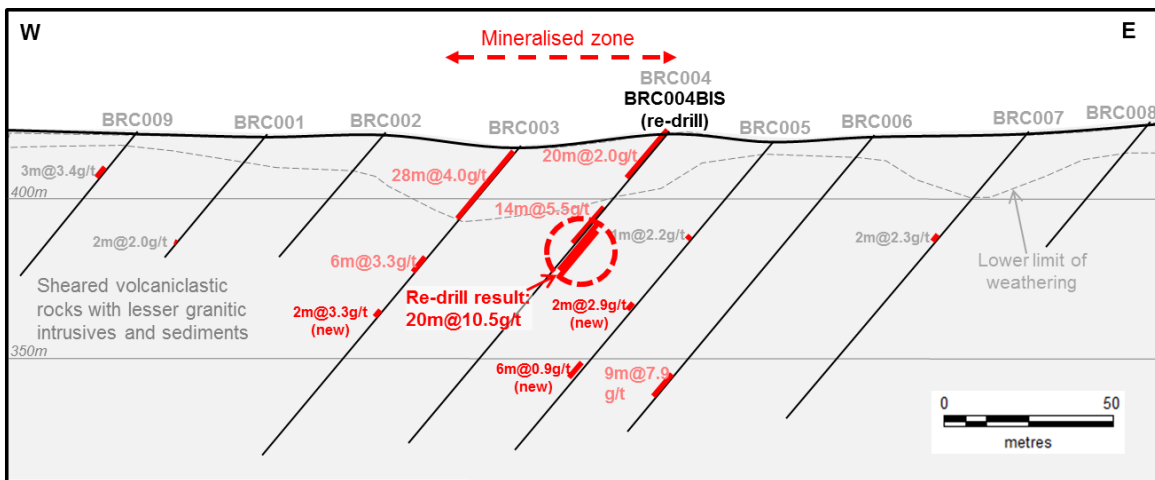 W
E
Mineralised zone
BRC004
BRC004BIS
(re-drill)
BRC009
BRC001
BRC002
BRC003
BRC005
BRC006
BRC007
BRC008
3m@3.4g/t
28m@4.0g/t
20m@2.0g/t
400m
14m@5.5g/t
2m@2.0g/t
6m@3.3g/t
1m@2.2g/t
2m@2.3g/t
Lower limit of
weathering
Sheared volcaniclastic
rocks with lesser granitic
intrusives and sediments
2m@3.3g/t
(new)
Re-drill result:
20m@10.5g/t
2m@2.9g/t
(new)
350m
6m@0.9g/t
(new)
9m@7.9
g/t
0
50
metres